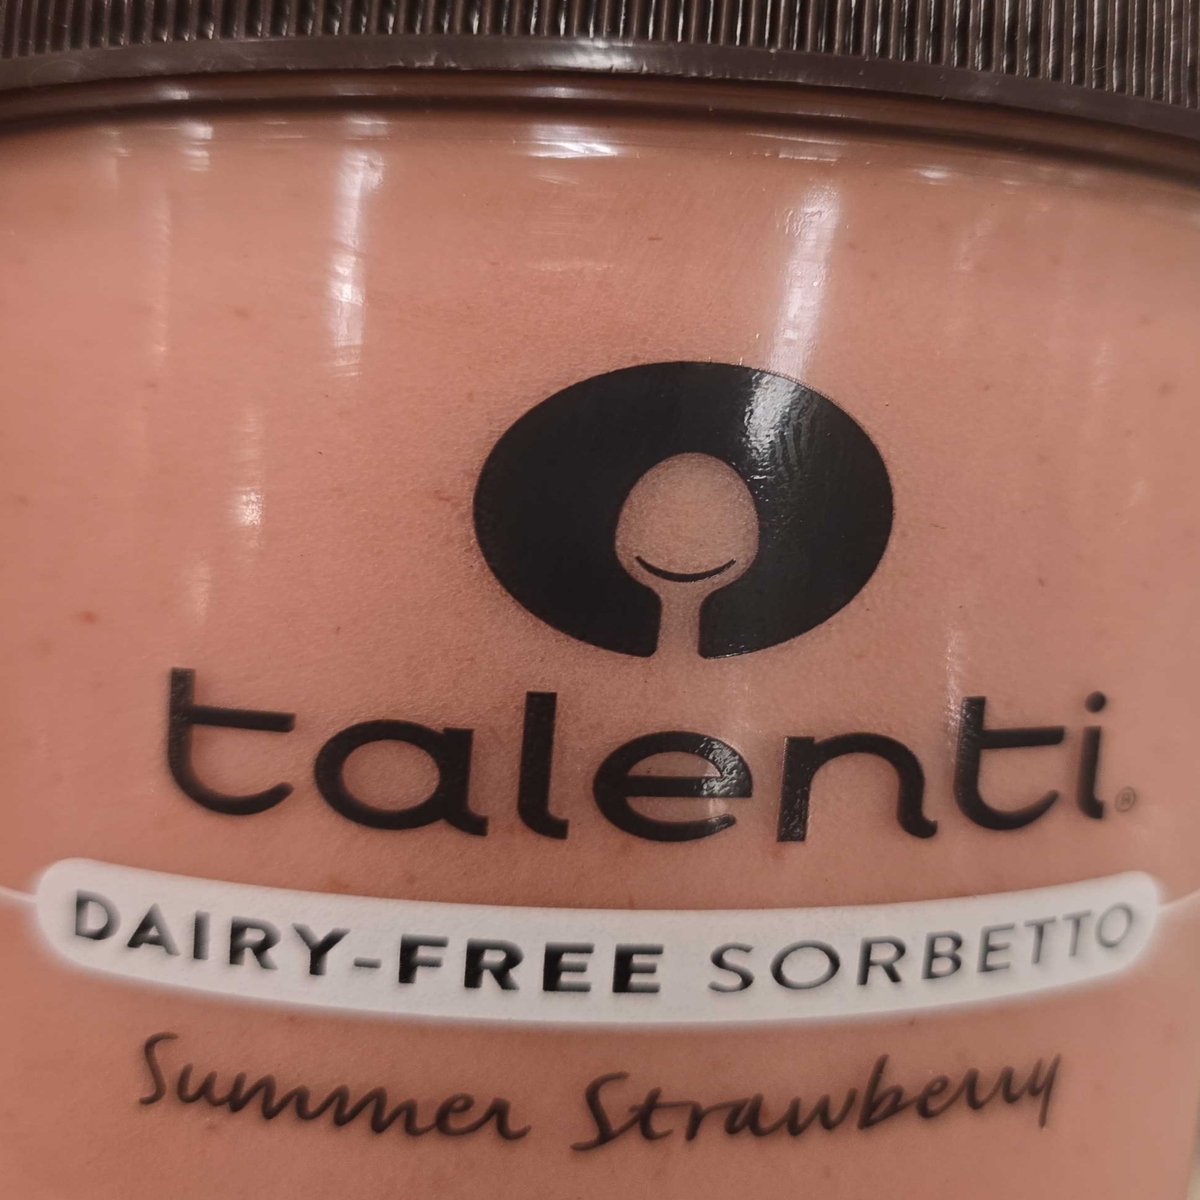 talenti®
DAIRY-FREE SORBETTO
Summer Strawberry